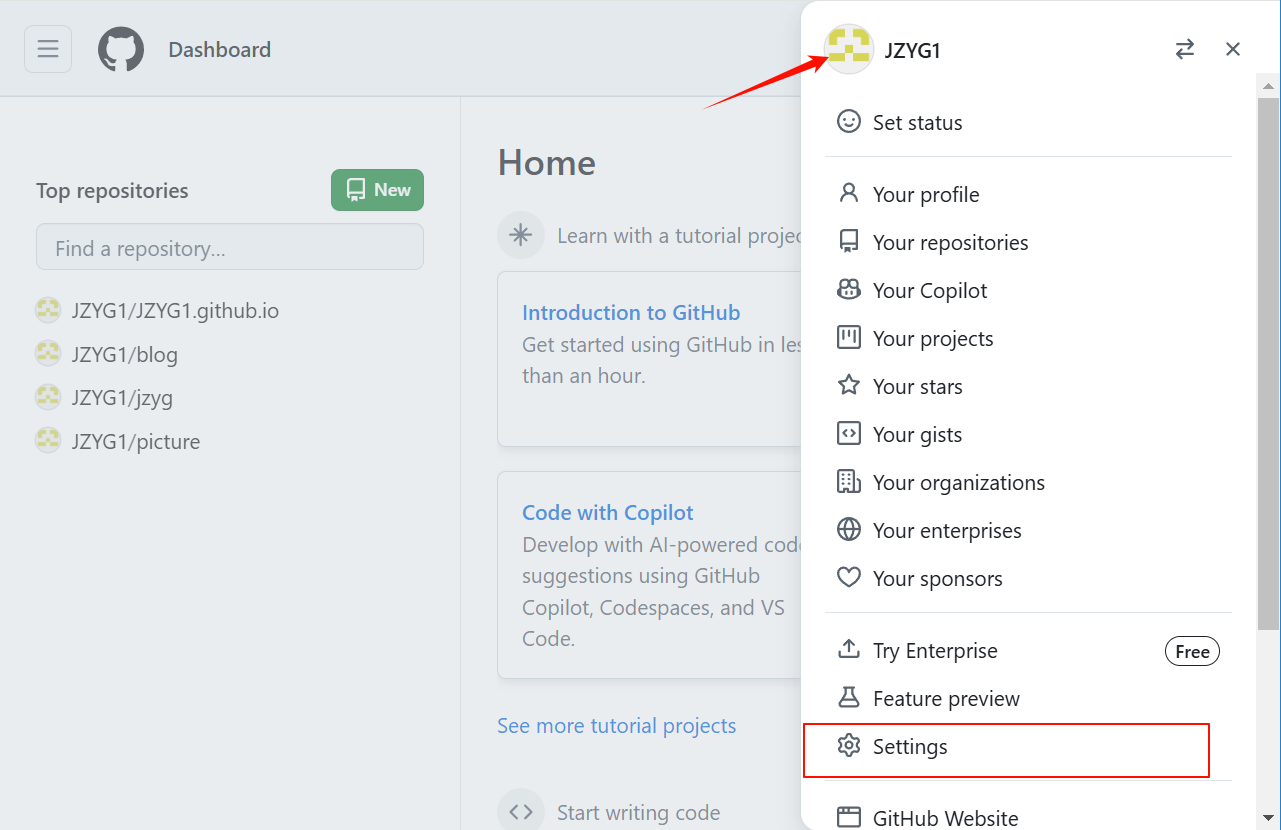 Dashboard
Top repositories
New
Find a repository...
JZYG1/JZYG1.github.io
JZYG1/blog
JZYG1/jzyg
JZYG1/picture
Home
Learn with a tutorial projec
Introduction to GitHub
Get started using GitHub in les
than an hour.
Code with Copilot
Develop with AI-powered code
suggestions using GitHub
Copilot, Codespaces, and VS
Code.
See more tutorial projects
Start writing code
JZYG1
Set status
Your profile
Your repositories
Your Copilot
Your projects
Your stars
Your gists
Your organizations
Your enterprises
Your sponsors
Try Enterprise
Free
Feature preview
Settings
GitHub Website